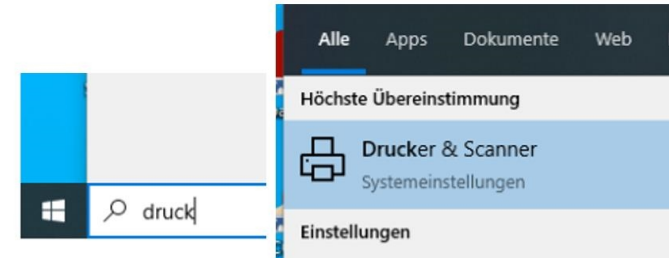 druck
Alle Apps Dokumente Web
Höchste Übereinstimmung
Drucker & Scanner
Systemeinstellungen
Einstellungen